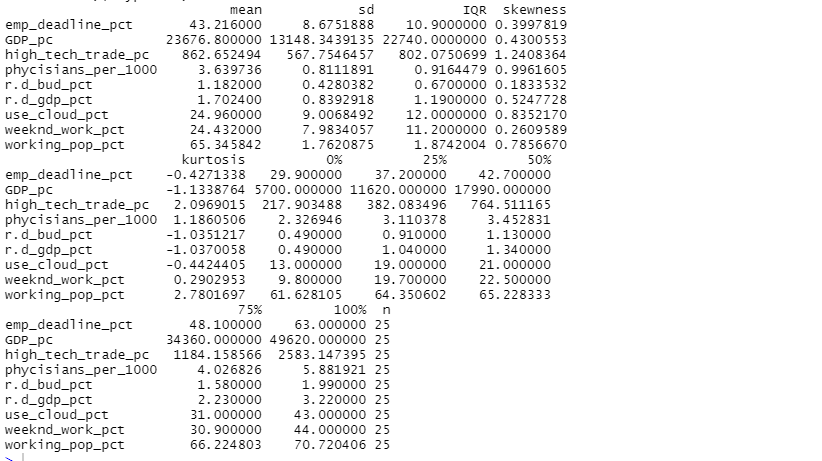 mean sd IQR skewness
emp_deadline_pct 43.216000 8.6751888 10.9000000 0.3997819
GDP_pc 23676.800000 13148.3439135 22740.0000000 0.4300553
high_tech_trade_pc 862.652494 567.7546457 802.0750699 1.2408364
phycisians_per_1000 3.639736 0.8111891 0.9164479 0.9961605
r.d_bud_pct 1.182000 0.4280382 0.6700000 0.1833532
r.d_gdp_pct 1.702400 0.8392918 1.1900000 0.5247728
use_cloud_pct 24.960000 9.0068492 12.0000000 0.8352170
weeknd_work_pct 24.432000 7.9834057 11.2000000 0.2609589
working_pop_pct 65.345842 1.7620875 1.8742004 0.7856670
kurtosis 0% 25% 50%
emp_deadline_pct -0.4271338 29.900000 37.200000 42.700000
GDP_pc -1.1338764 5700.000000 11620.000000 17990.000000
high_tech_trade_pc 2.0969015 217.903488 382.083496 764.511165
phycisians_per_1000 1.1860506 2.326946 3.110378 3.452831
r.d_bud_pct -1.0351217 0.490000 0.910000 1.130000
r.d_gdp_pct -1.0370058 0.490000 1.040000 1.340000
use_cloud_pct -0.4424405 13.000000 19.000000 21.000000
weeknd_work_pct 0.2902953 9.800000 19.700000 22.500000
working_pop_pct 2.7801697 61.628105 64.350602 65.228333
75% 100% n
emp_deadline_pct 48.100000 63.000000 25
GDP_pc 34360.000000 49620.000000 25
high_tech_trade_pc 1184.158566 2583.147395 25
phycisians_per_1000 4.026826 5.881921 25
r.d_bud_pct 1.580000 1.990000 25
r.d_gdp_pct 2.230000 3.220000 25
use_cloud_pct 31.000000 43.000000 25
weeknd_work_pct 30.900000 44.000000 25
working_pop_pct 66.224803 70.720406 25
>